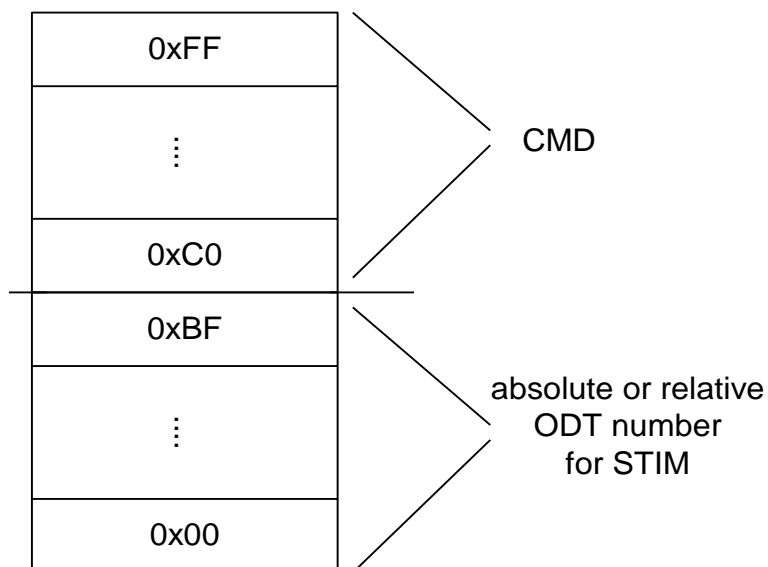 0xFF
⋮
CMD
0xC0
0xBF
absolute or relative
ODT number
for STIM
⋮
0x00